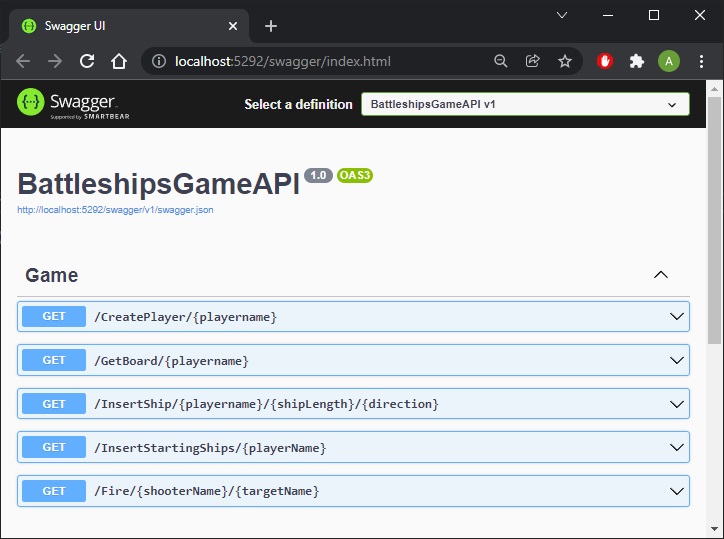 Swagger UI
localhost:5292/swagger/index.html
A
Swagger
Supported by SMARTBEAR
Select a definition
BattleshipsGameAPI v1
BattleshipsGameAPI 1.0 OAS3
http://localhost:5292/swagger/v1/swagger.json
Game
GET /CreatePlayer/{playername}
GET /GetBoard/{playername}
GET /InsertShip/{playername}/{shipLength}/{direction}
GET /InsertStartingShips/{playerName}
GET /Fire/{shooterName}/{targetName}